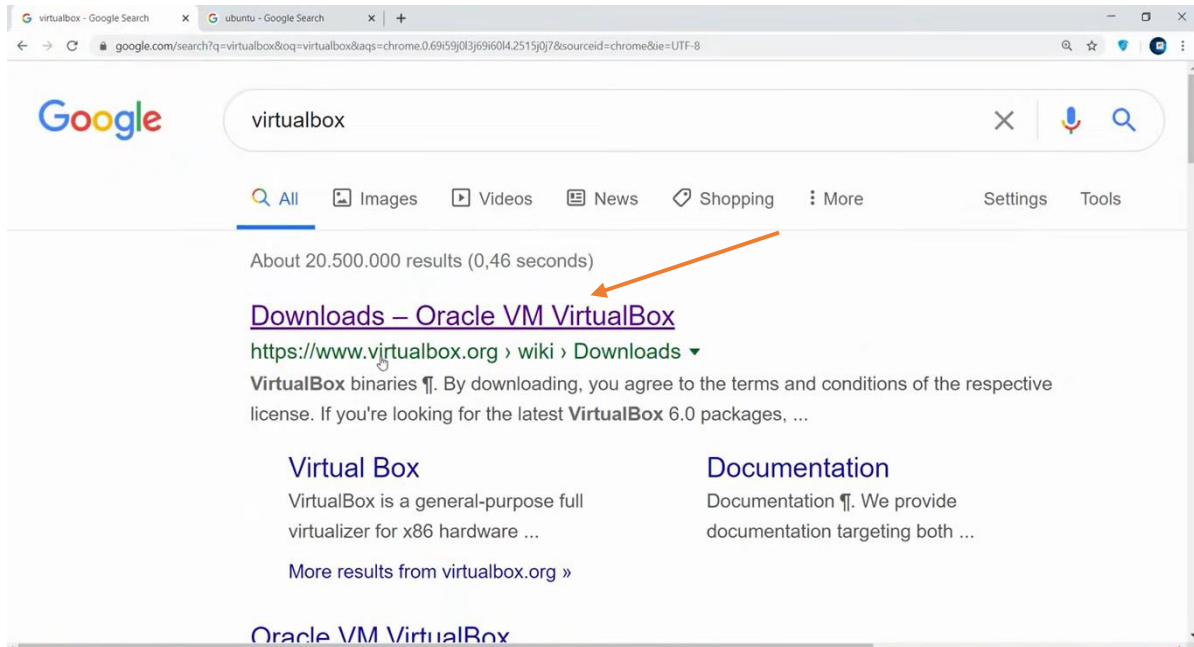 virtualbox - Google Search
ubuntu - Google Search
google.com/search?q=virtualbox&oq=virtualbox&aqs=chrome.0.69i59j0l3j69i60l4.2515j0j7&sourceid=chrome&ie=UTF-8
Google
virtualbox
All Images Videos News Shopping More Settings Tools
About 20.500.000 results (0,46 seconds)
Downloads – Oracle VM VirtualBox
https://www.virtualbox.org › wiki › Downloads
VirtualBox binaries ¶. By downloading, you agree to the terms and conditions of the respective
license. If you're looking for the latest VirtualBox 6.0 packages, ...
Virtual Box
VirtualBox is a general-purpose full
virtualizer for x86 hardware ...
More results from virtualbox.org »
Documentation
Documentation ¶. We provide
documentation targeting both ...
Oracle VM VirtualBox